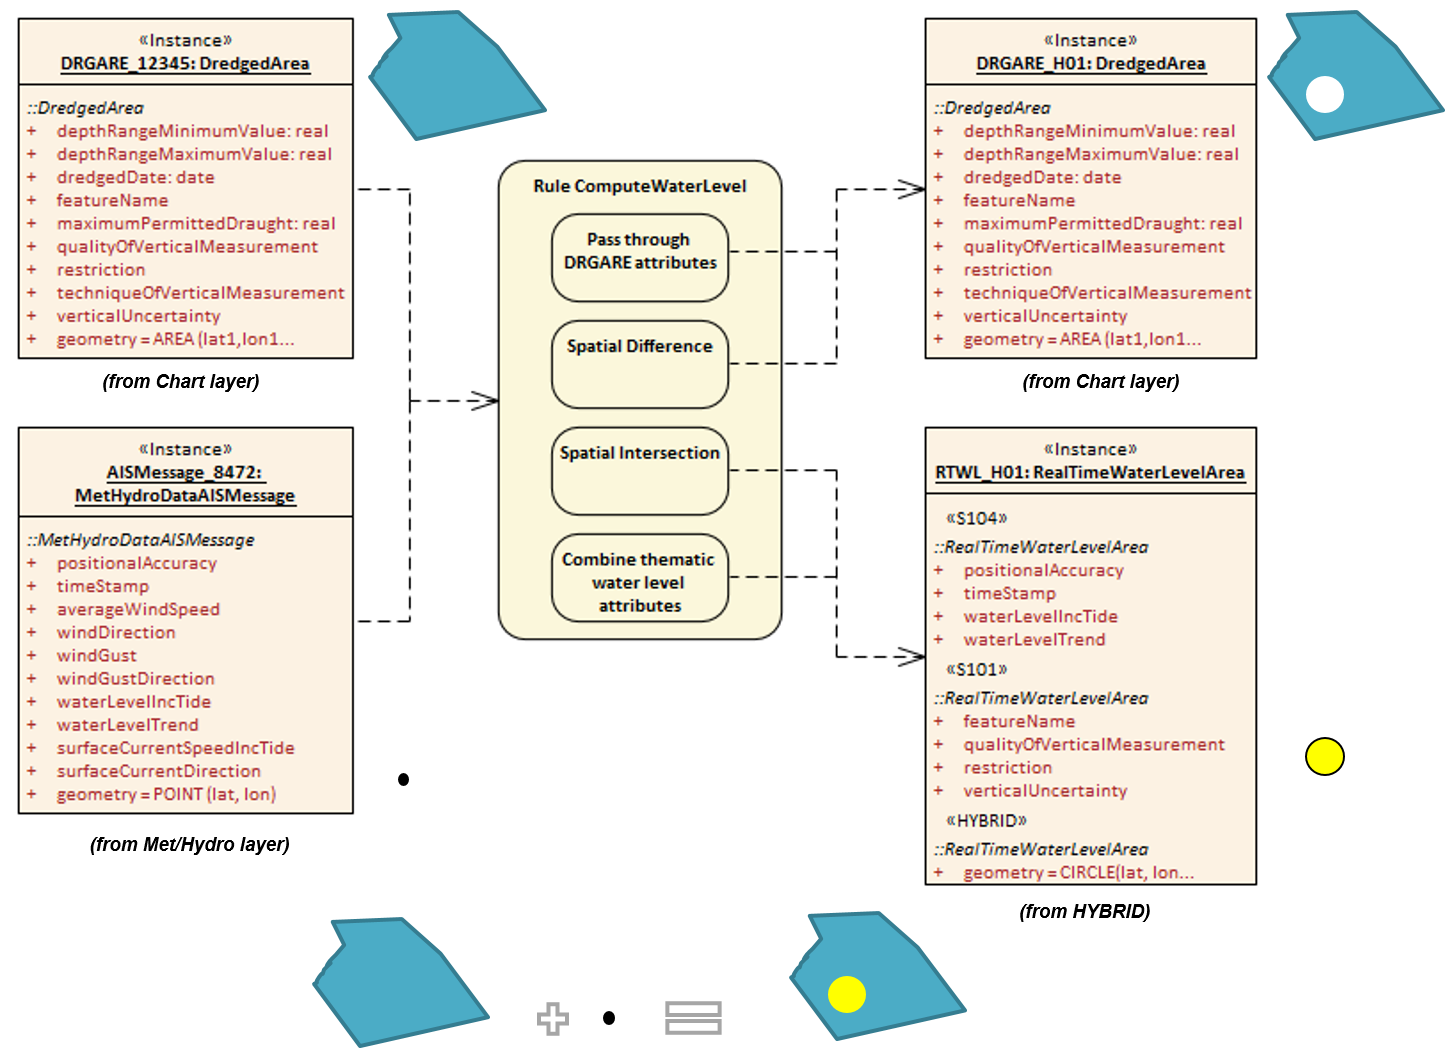 «Instance»
DRGARE_12345: DredgedArea
::DredgedArea
+ depthRangeMinimumValue: real
+ depthRangeMaximumValue: real
+ dredgedDate: date
+ featureName
+ maximumPermittedDraught: real
+ qualityOfVerticalMeasurement
+ restriction
+ techniqueOfVerticalMeasurement
+ verticalUncertainty
+ geometry = AREA (lat1,lon1...
(from Chart layer)
«Instance»
AISMessage_8472:
MetHydroDataAISMessage
::MetHydroDataAISMessage
+ positionalAccuracy
+ timeStamp
+ averageWindSpeed
+ windDirection
+ windGust
+ windGustDirection
+ waterLevelIncTide
+ waterLevelTrend
+ surfaceCurrentSpeedIncTide
+ surfaceCurrentDirection
+ geometry = POINT (lat, lon)
(from Met/Hydro layer)
Rule ComputeWaterLevel
Pass through
DRGARE attributes
Spatial Difference
Spatial Intersection
Combine thematic
water level
attributes
«Instance»
DRGARE_H01: DredgedArea
::DredgedArea
+ depthRangeMinimumValue: real
+ depthRangeMaximumValue: real
+ dredgedDate: date
+ featureName
+ maximumPermittedDraught: real
+ qualityOfVerticalMeasurement
+ restriction
+ techniqueOfVerticalMeasurement
+ verticalUncertainty
+ geometry = AREA (lat1,lon1...
(from Chart layer)
«Instance»
RTWL_H01: RealTimeWaterLevelArea
«S104»
::RealTimeWaterLevelArea
+ positionalAccuracy
+ timeStamp
+ waterLevelIncTide
+ waterLevelTrend
«S101»
::RealTimeWaterLevelArea
+ featureName
+ qualityOfVerticalMeasurement
+ restriction
+ verticalUncertainty
«HYBRID»
::RealTimeWaterLevelArea
+ geometry = CIRCLE(lat, lon...
(from HYBRID)